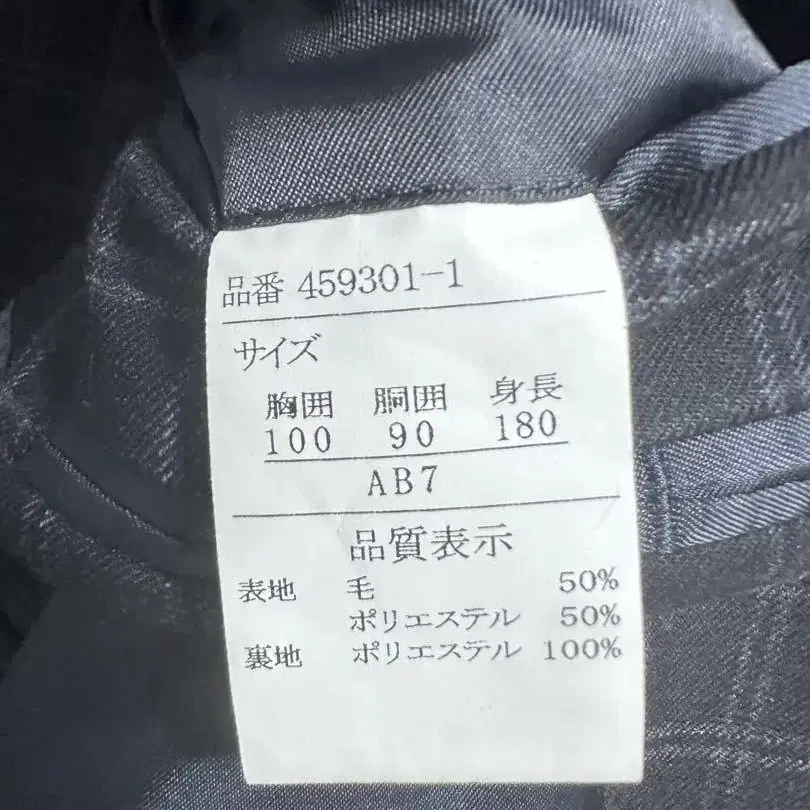 品番 459301-1
サイズ
胸囲 胴囲 身長
100 90 180
AB7
品質表示
表地 毛 50%
ポリエステル 50%
裏地 ポリエステル 100%